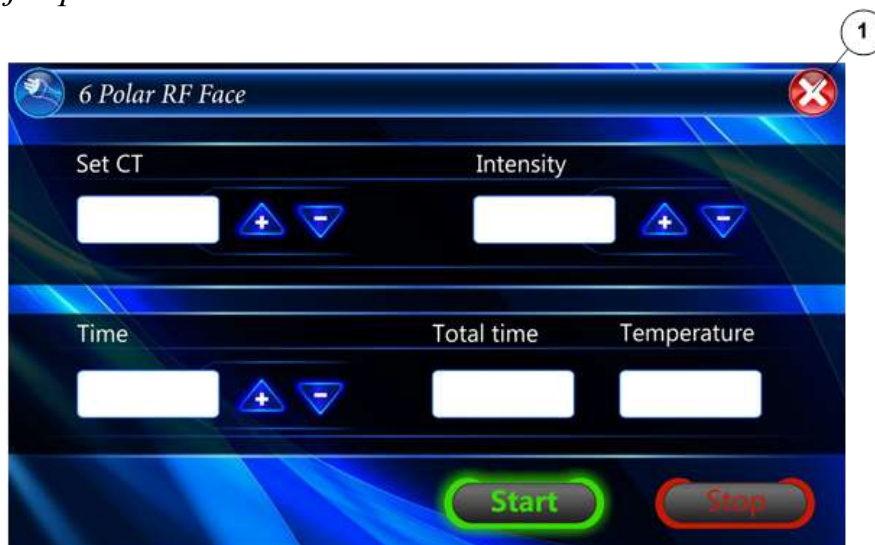 1
6 Polar RF Face
Set CT Intensity
+ - + -
Time Total time Temperature
+ -
Start Stop